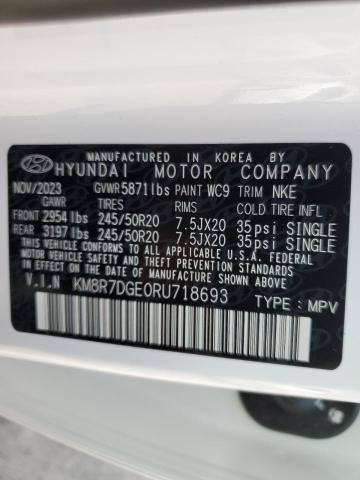 MANUFACTURED IN KOREA BY
HYUNDAI MOTOR COMPANY
NOV/2023 GVWR 5871lbs PAINT WC9 TRIM NKE
GAWR TIRES RIMS COLD TIRE INFL
FRONT 2954 lbs 245/50R20 7.5JX20 35psi SINGLE
REAR 3197 lbs 245/50R20 7.5JX20 35psi SINGLE
THIS VEHICLE CONFORMS TO ALL APPLICABLE U.S.A FEDERAL
MOTOR VEHICLE SAFETY AND THEFT PREVENTION STANDARDS
IN EFFECT ON THE DATE OF MANUFACTURE SHOWN ABOVE.
V.I.N KM8R7DGE0RU718693 TYPE : MPV